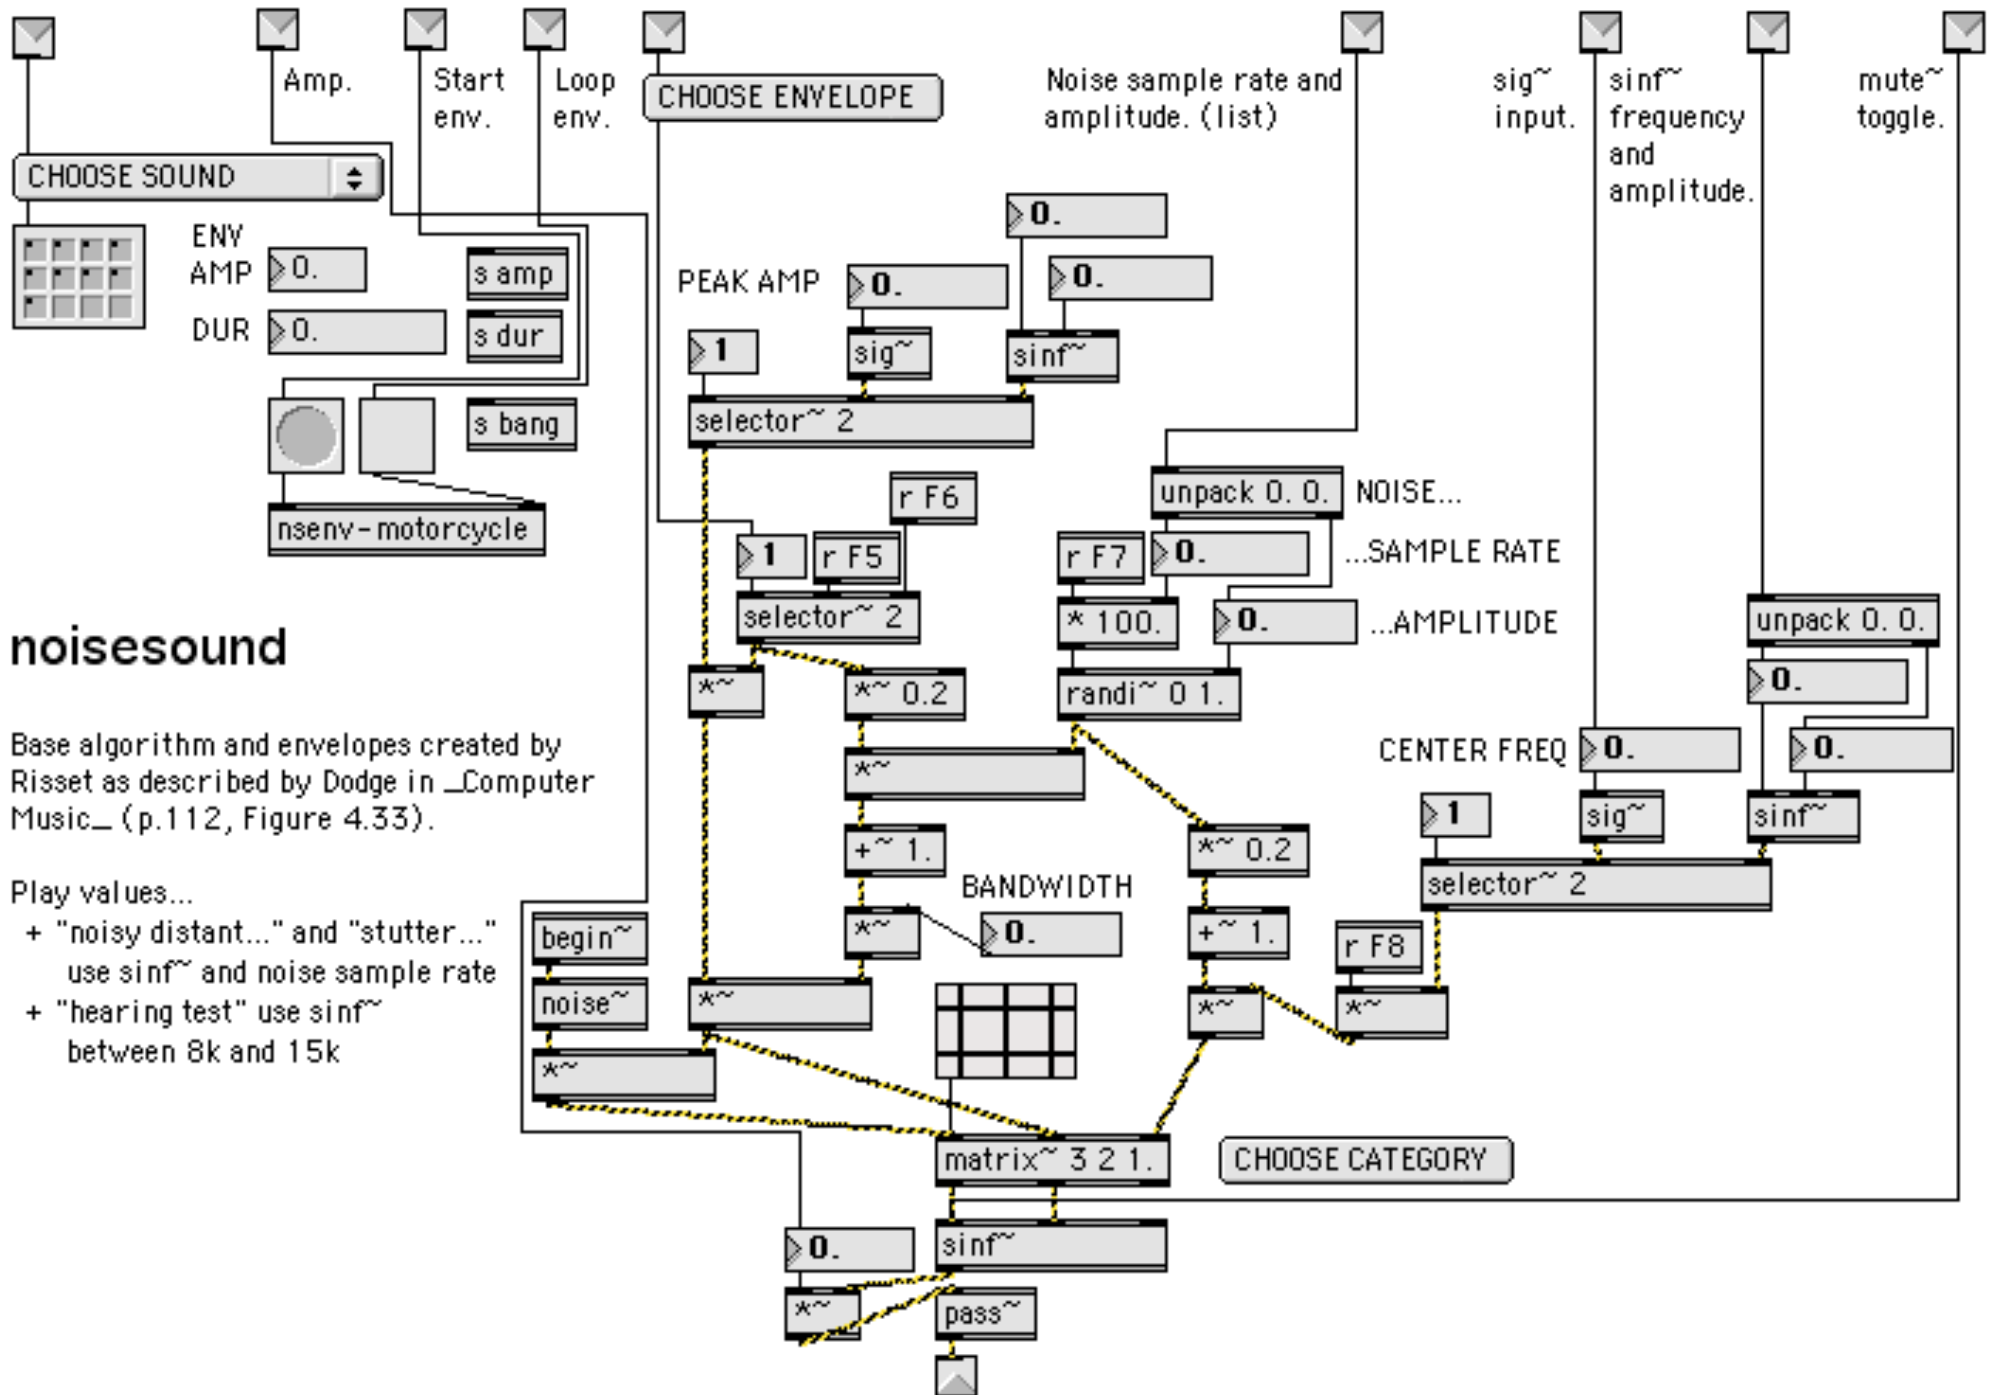 Amp.
Start
env.
Loop
env.
CHOOSE ENVELOPE
Noise sample rate and
amplitude. (list)
sig~
input.
sinf~
frequency
and
amplitude.
mute~
toggle.
CHOOSE SOUND
ENV
AMP
0.
s amp
DUR
0.
s dur
s bang
nsenv-motorcycle
PEAK AMP
0.
0.
0.
1
sig~
sinf~
selector~ 2
r F6
unpack 0. 0.
NOISE...
1
r F5
r F7
0.
...SAMPLE RATE
selector~ 2
* 100.
0.
...AMPLITUDE
unpack 0. 0.
*~
*~ 0.2
randi~ 0 1.
0.
CENTER FREQ
0.
0.
*~
1
sig~
sinf~
+~ 1.
*~ 0.2
selector~ 2
BANDWIDTH
*~
0.
+~ 1.
r F8
noisesound
Base algorithm and envelopes created by
Risset as described by Dodge in _Computer
Music_ (p.112, Figure 4.33).
Play values...
+ "noisy distant..." and "stutter..."
use sinf~ and noise sample rate
+ "hearing test" use sinf~
between 8k and 15k
begin~
noise~
*~
*~
*~
*~
matrix~ 3 2 1.
CHOOSE CATEGORY
0.
sinf~
*~
pass~